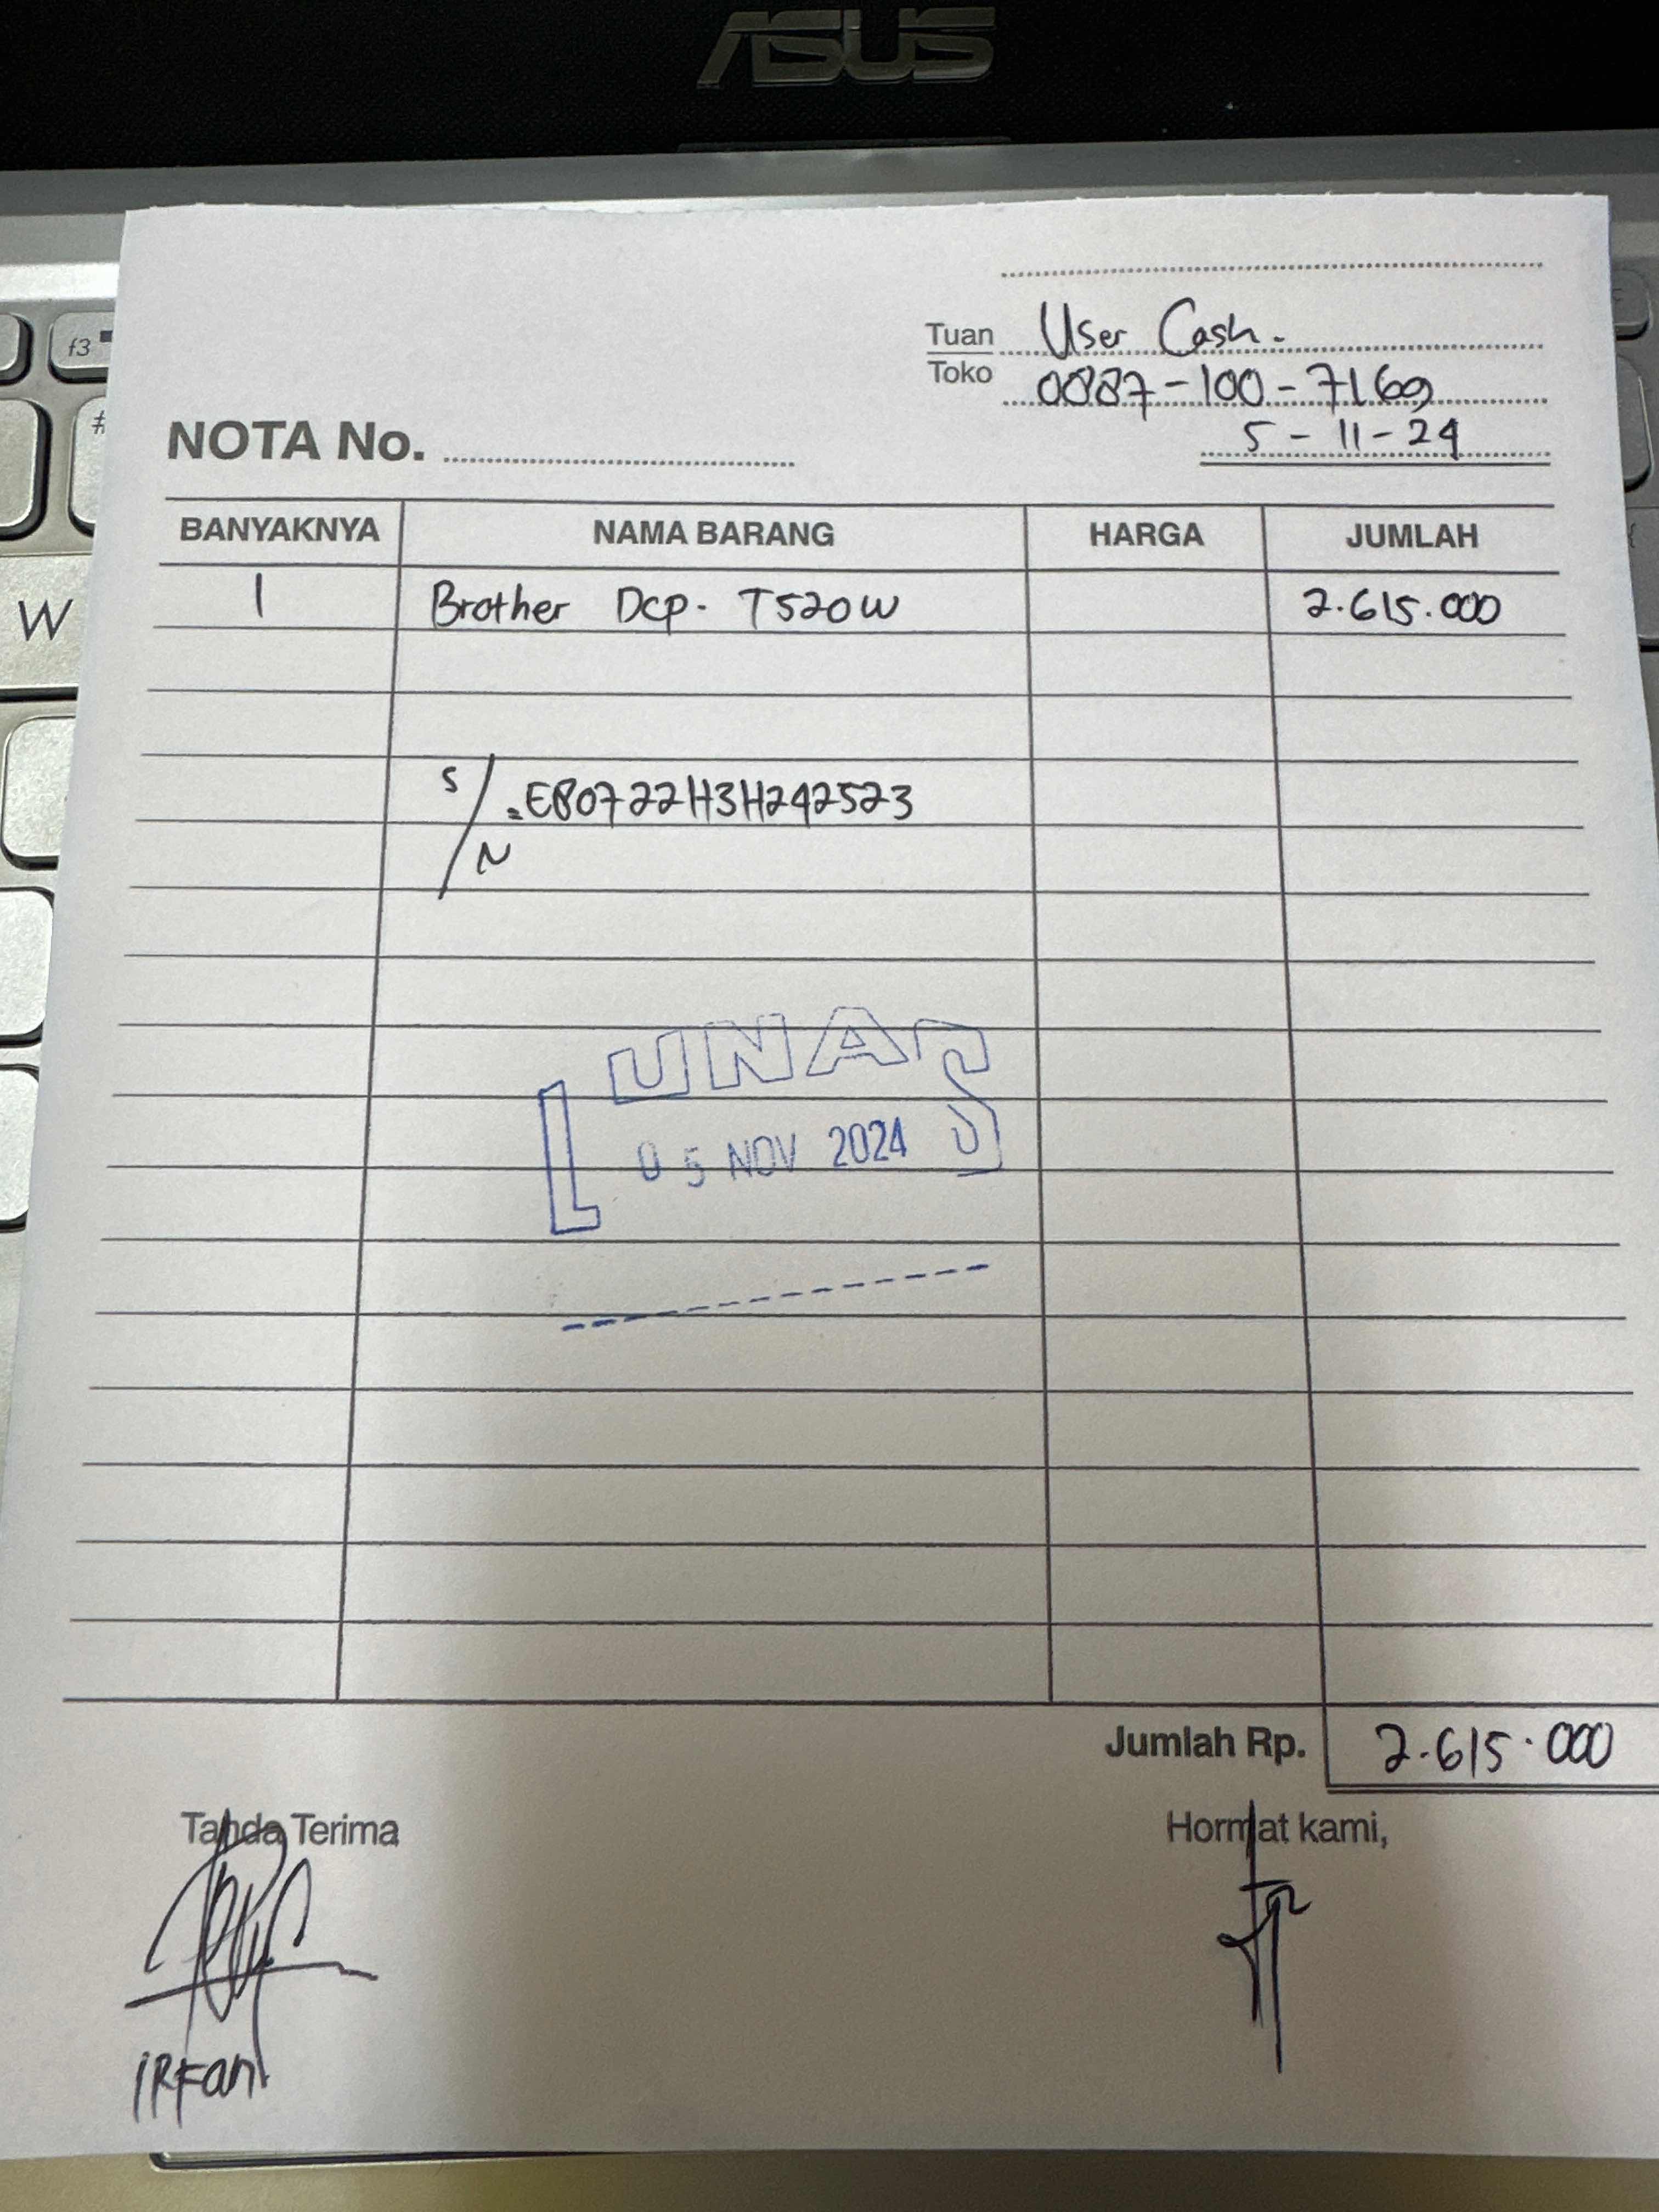 ASUS
f3
#
W
Tuan User Cash.
Toko 0887-100-7169
NOTA No. 5-11-24
BANYAKNYA NAMA BARANG HARGA JUMLAH
1 Brother Dcp. T520W 2.615.000
S/N = E80722H3H242523
LUNAS
05 NOV 2024
Jumlah Rp. 2.615.000
Tanda Terima Hormat kami,
IRFan